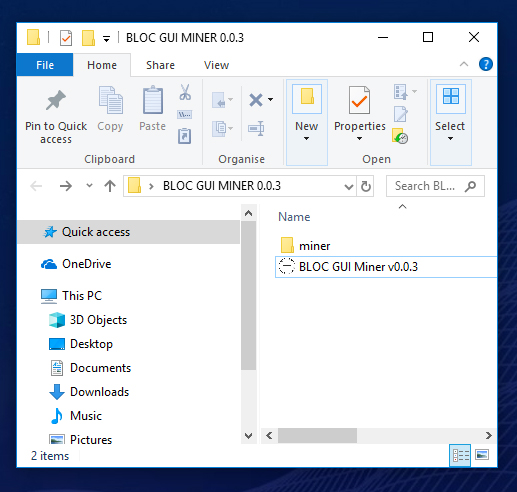 BLOC GUI MINER 0.0.3
File Home Share View
Pin to Quick access
Copy
Paste
New
Properties
Select
Clipboard Organise Open
BLOC GUI MINER 0.0.3 Search BL...
Quick access
OneDrive
This PC
3D Objects
Desktop
Documents
Downloads
Music
Pictures
Name
miner
BLOC GUI Miner v0.0.3
2 items